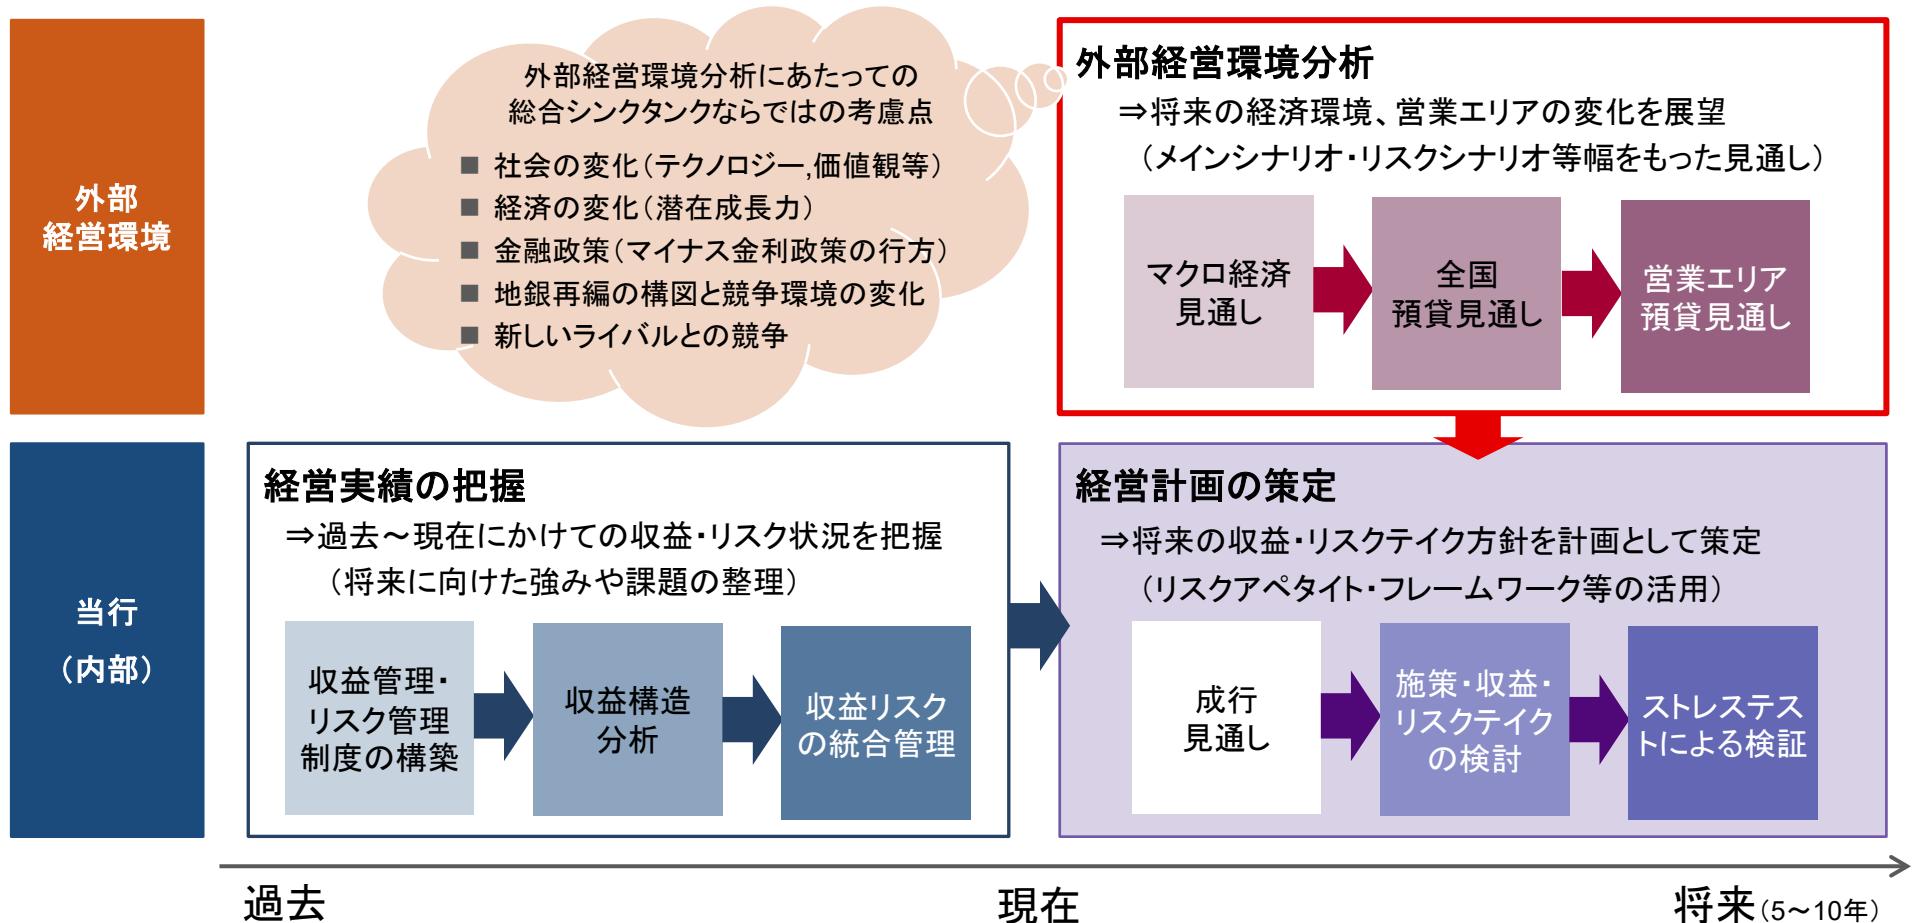 外部
経営環境
外部経営環境分析にあたっての
総合シンクタンクならではの考慮点
■ 社会の変化（テクノロジー,価値観等）
■ 経済の変化（潜在成長力）
■ 金融政策（マイナス金利政策の行方）
■ 地銀再編の構図と競争環境の変化
■ 新しいライバルとの競争
外部経営環境分析
⇒将来の経済環境、営業エリアの変化を展望
（メインシナリオ・リスクシナリオ等幅をもった見通し）
マクロ経済
見通し
全国
預貸見通し
営業エリア
預貸見通し
当行
（内部）
経営実績の把握
⇒過去～現在にかけての収益・リスク状況を把握
（将来に向けた強みや課題の整理）
収益管理・
リスク管理
制度の構築
収益構造
分析
収益リスク
の統合管理
経営計画の策定
⇒将来の収益・リスクテイク方針を計画として策定
（リスクアペタイト・フレームワーク等の活用）
成行
見通し
施策・収益・
リスクテイク
の検討
ストレステス
トによる検証
過去
現在
将来（5～10年）